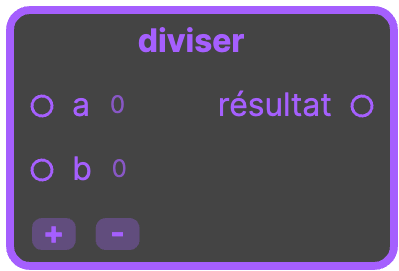 diviser
a 0 résultat
b 0
+ -